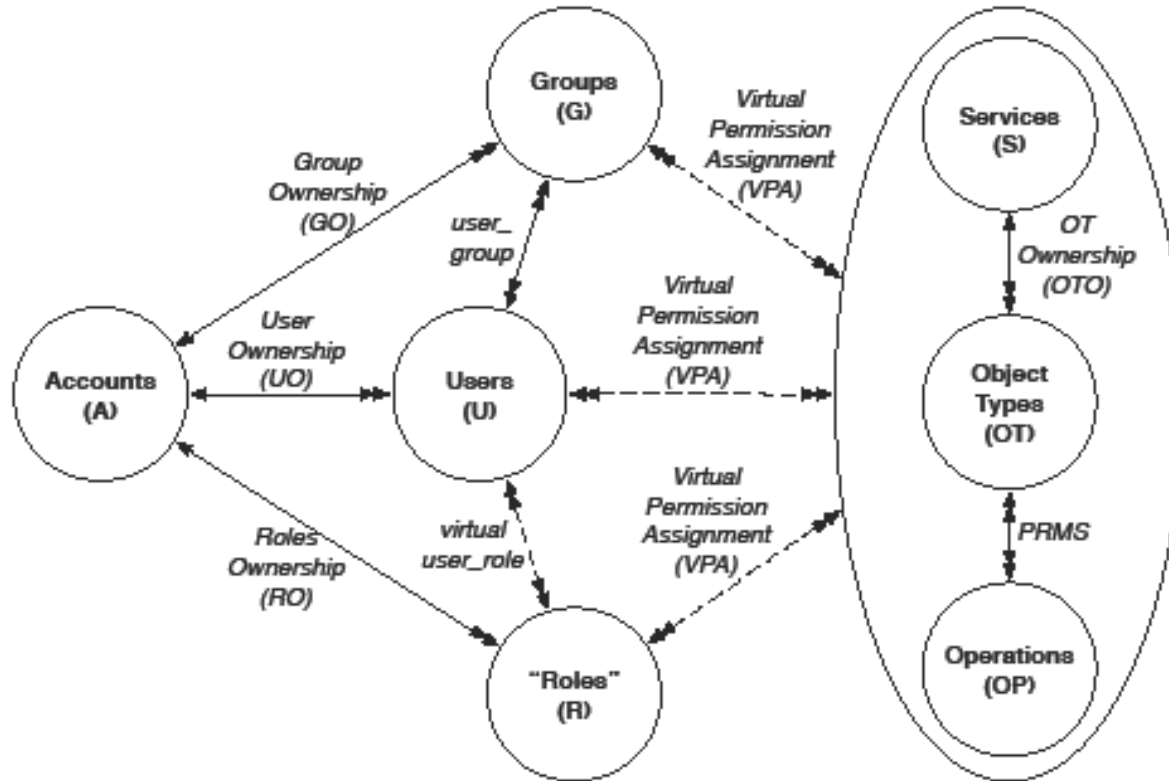 Groups
(G)
Virtual
Permission
Assignment
(VPA)
Services
(S)
Group
Ownership
(GO)
user_
group
OT
Ownership
(OTO)
User
Ownership
(UO)
Virtual
Permission
Assignment
(VPA)
Accounts
(A)
Users
(U)
Object
Types
(OT)
Roles
Ownership
(RO)
virtual
user_role
Virtual
Permission
Assignment
(VPA)
PRMS
“Roles”
(R)
Operations
(OP)